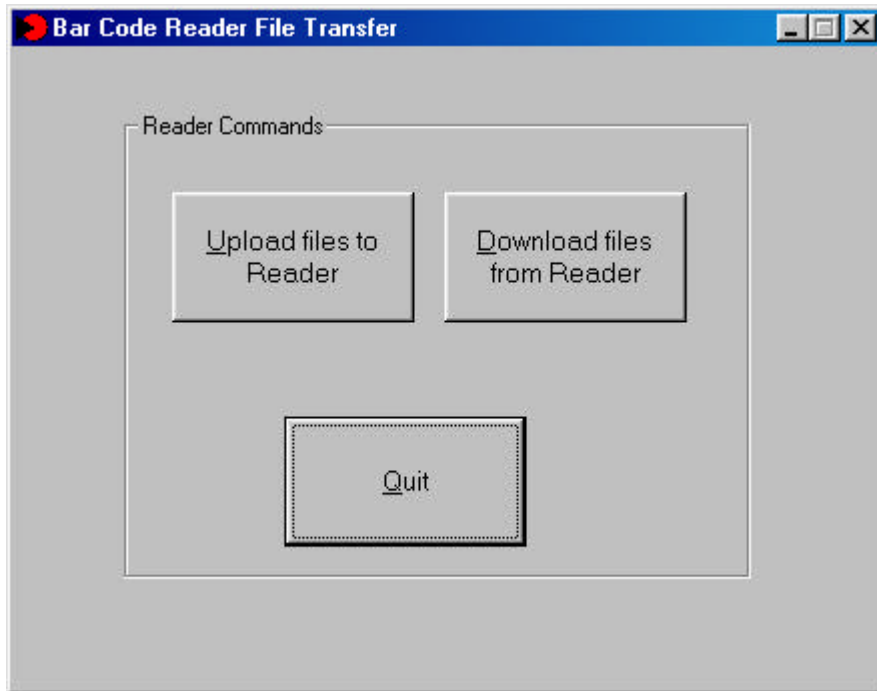 Bar Code Reader File Transfer
Reader Commands
Upload files to
Reader
Download files
from Reader
Quit